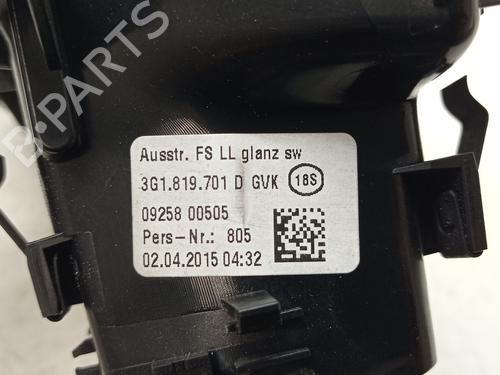 B-PARTS
Ausstr. FS LL glanz sw
3G1.819.701 D GVK 18S
09258 00505
Pers-Nr.: 805
02.04.2015 04:32